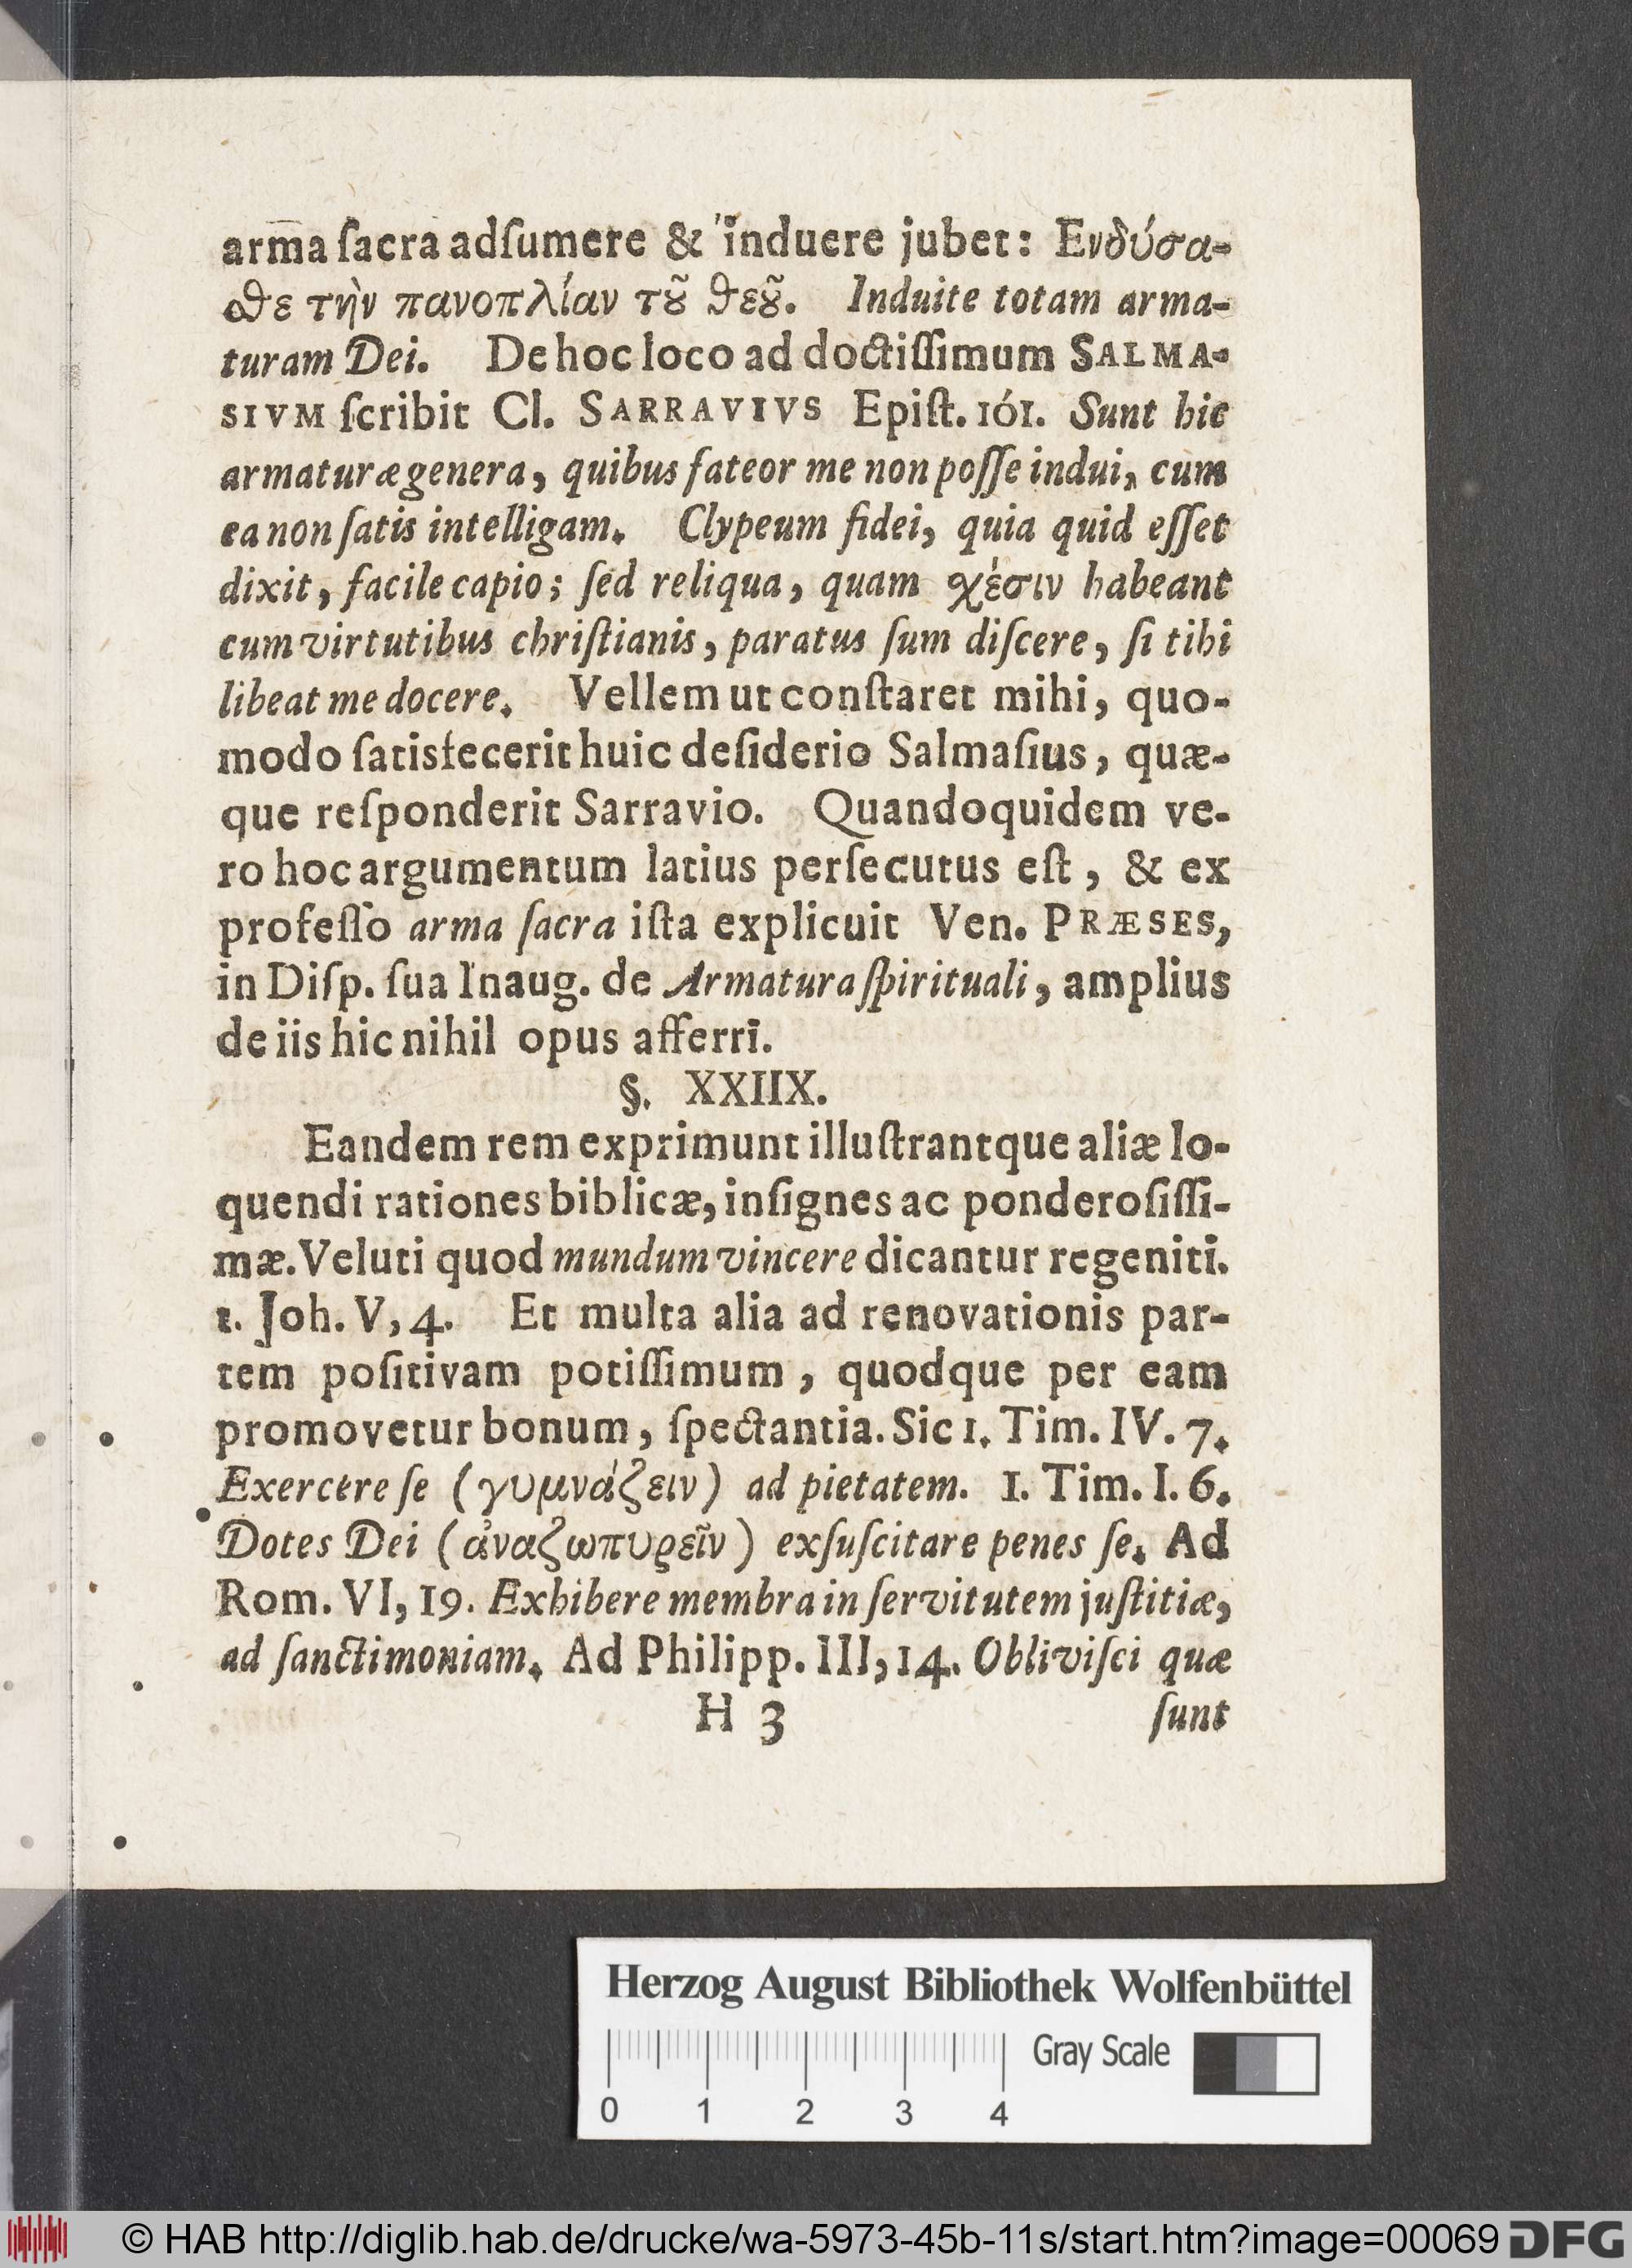 arma ſacra adſumere & induere jubet: Ενδύσα-
σθε τὴν πανοπλίαν τȣ͂ ϑεȣ͂. Induite totam arma-
turam Dei. De hoc loco ad doctiſſimum SALMA-
SIVM ſcribit Cl. SARRAVIVS Epiſt. 161. Sunt hic
armaturæ genera, quibus fateor me non poſſe indui, cum
ea non ſatis intelligam. Clypeum fidei, quia quid eſſet
dixit, facile capio; ſed reliqua, quam χέσιν habeant
cum virtutibus chriſtianis, paratus ſum diſcere, ſi tibi
libeat me docere. Vellem ut conſtaret mihi, quo-
modo ſatisfecerit huic deſiderio Salmaſius, quæ-
que reſponderit Sarravio. Quandoquidem ve-
ro hoc argumentum latius perſecutus eſt, & ex
profeſſo arma ſacra iſta explicuit Ven. PRÆSES,
in Diſp. ſua Inaug. de Armatura ſpirituali, amplius
de iis hic nihil opus afferri.
§. XXIIX.
Eandem rem exprimunt illuſtrantque aliæ lo-
quendi rationes biblicæ, inſignes ac ponderoſiſſi-
mæ. Veluti quod mundum vincere dicantur regeniti.
1. Joh. V, 4. Et multa alia ad renovationis par-
tem poſitivam potiſſimum, quodque per eam
promovetur bonum, ſpectantia. Sic 1. Tim. IV. 7.
Exercere ſe (γυμνάζειν) ad pietatem. 1. Tim. I. 6.
Dotes Dei (ἀναζωπυρεῖν) exſuſcitare penes ſe. Ad
Rom. VI, 19. Exhibere membra in ſervitutem juſtitiæ,
ad ſanctimoniam. Ad Philipp. III, 14. Obliviſci quæ
H 3 ſunt
Herzog August Bibliothek Wolfenbüttel
0 1 2 3 4 Gray Scale
© HAB http://diglib.hab.de/drucke/wa-5973-45b-11s/start.htm?image=00069 DFG